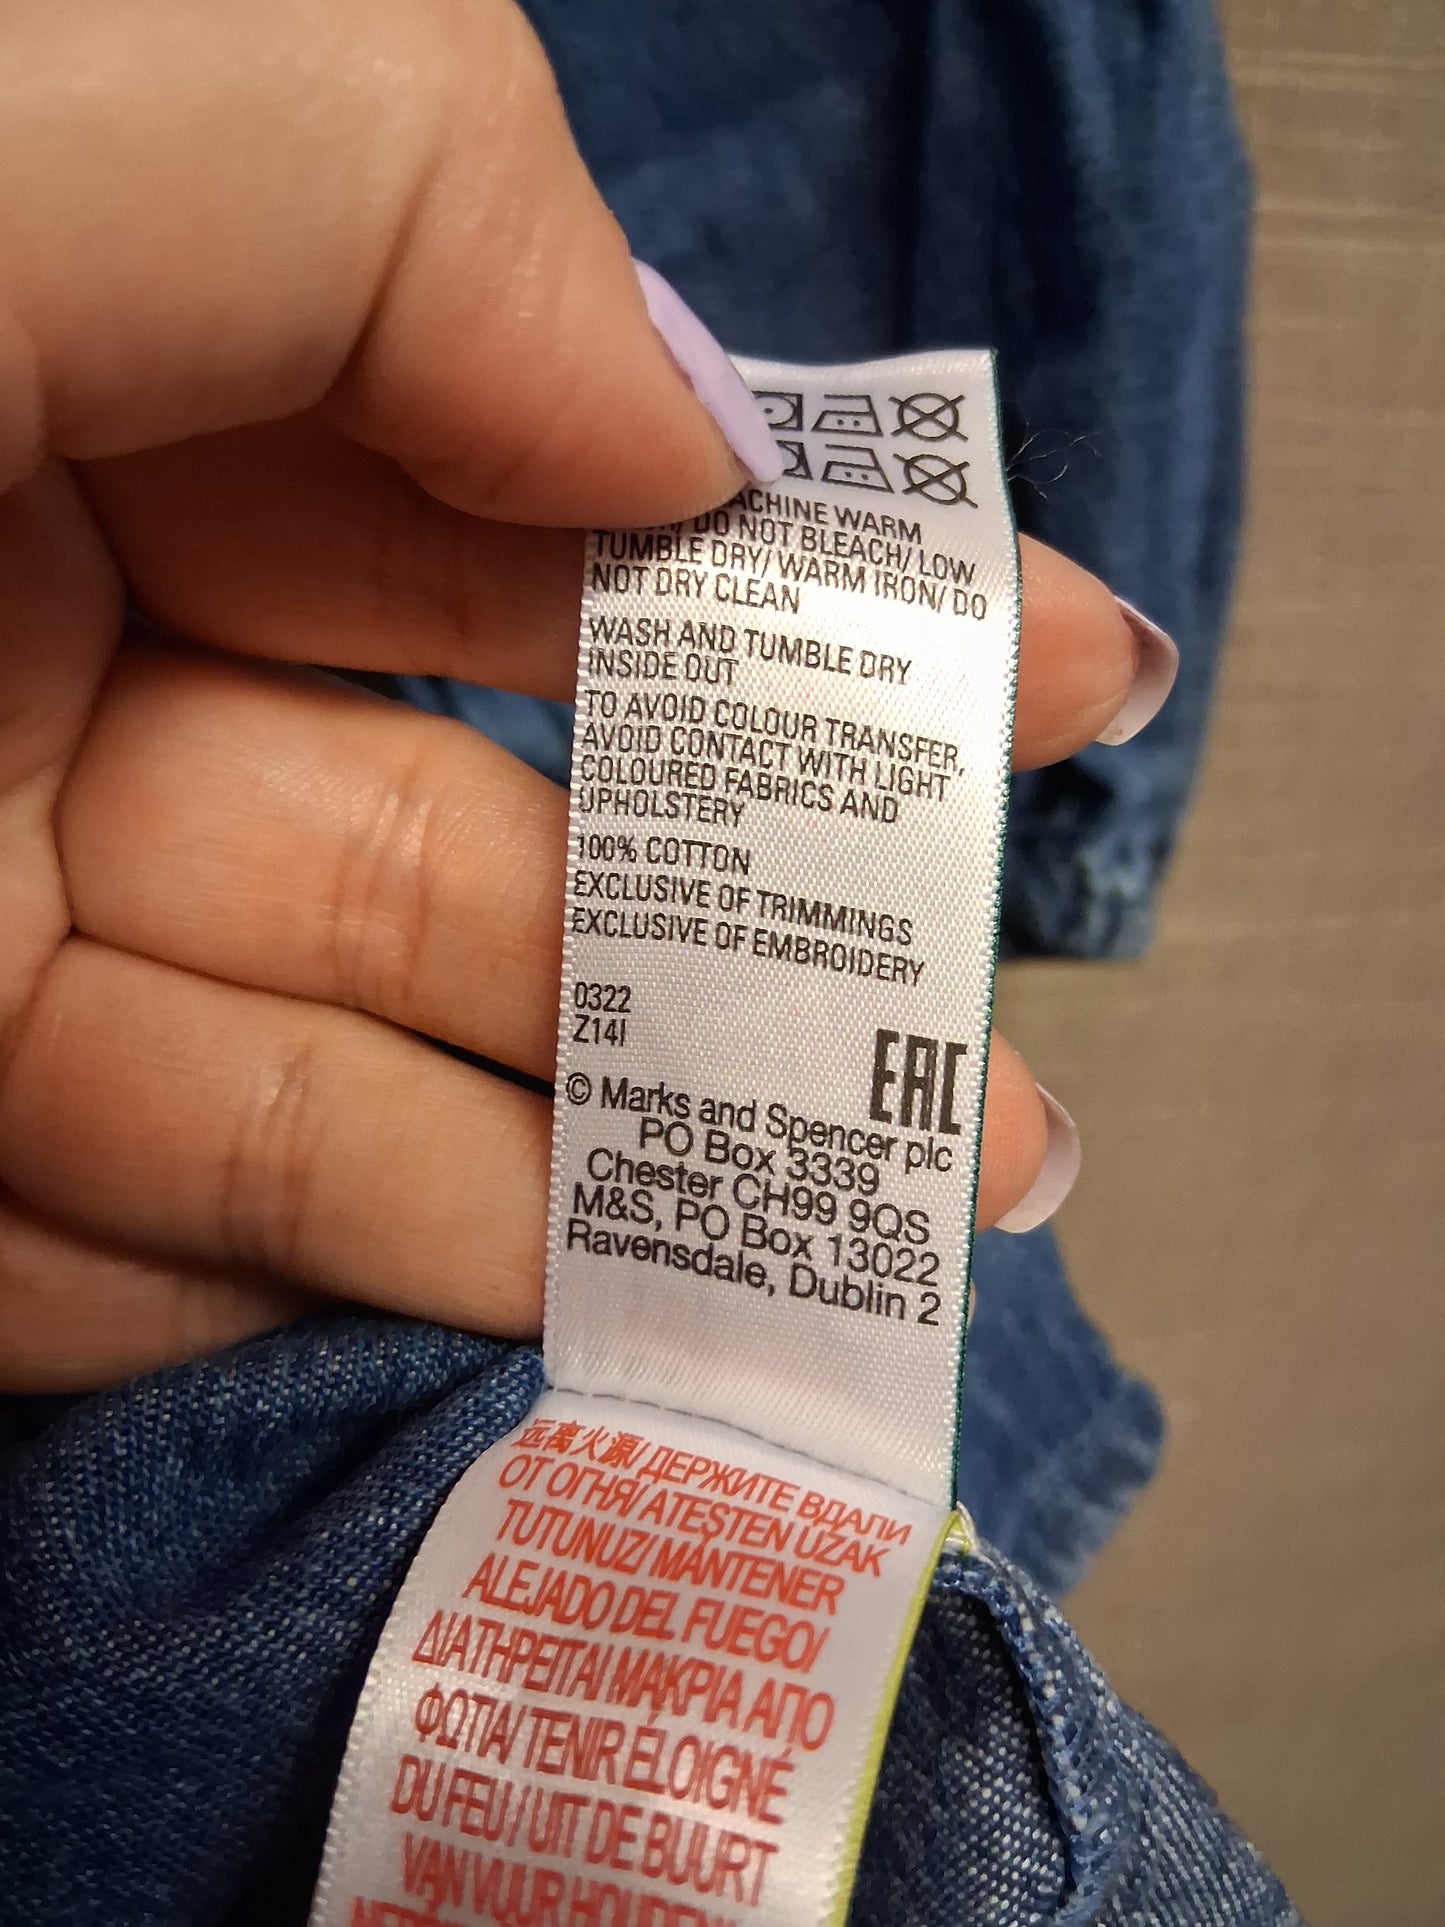 MACHINE WARM
DO NOT BLEACH/ LOW
TUMBLE DRY/ WARM IRON/ DO
NOT DRY CLEAN
WASH AND TUMBLE DRY
INSIDE OUT
TO AVOID COLOUR TRANSFER,
AVOID CONTACT WITH LIGHT
COLOURED FABRICS AND
UPHOLSTERY
100% COTTON
EXCLUSIVE OF TRIMMINGS
EXCLUSIVE OF EMBROIDERY
0322
Z14I
EAC
© Marks and Spencer plc
PO Box 3339
Chester CH99 9QS
M&S, PO Box 13022
Ravensdale, Dublin 2
远离火源/ ДЕРЖИТЕ ВДАЛИ
ОТ ОГНЯ/ ATEŞTEN UZAK
TUTUNUZ/ MANTENER
ALEJADO DEL FUEGO/
ΔΙΑΤΗΡΕΙΤΑΙ ΜΑΚΡΙΑ ΑΠΟ
ΦΩΤΙΑ/ TENIR ÉLOIGNÉ
DU FEU / UIT DE BUURT
VAN VUUR HOUDEN/